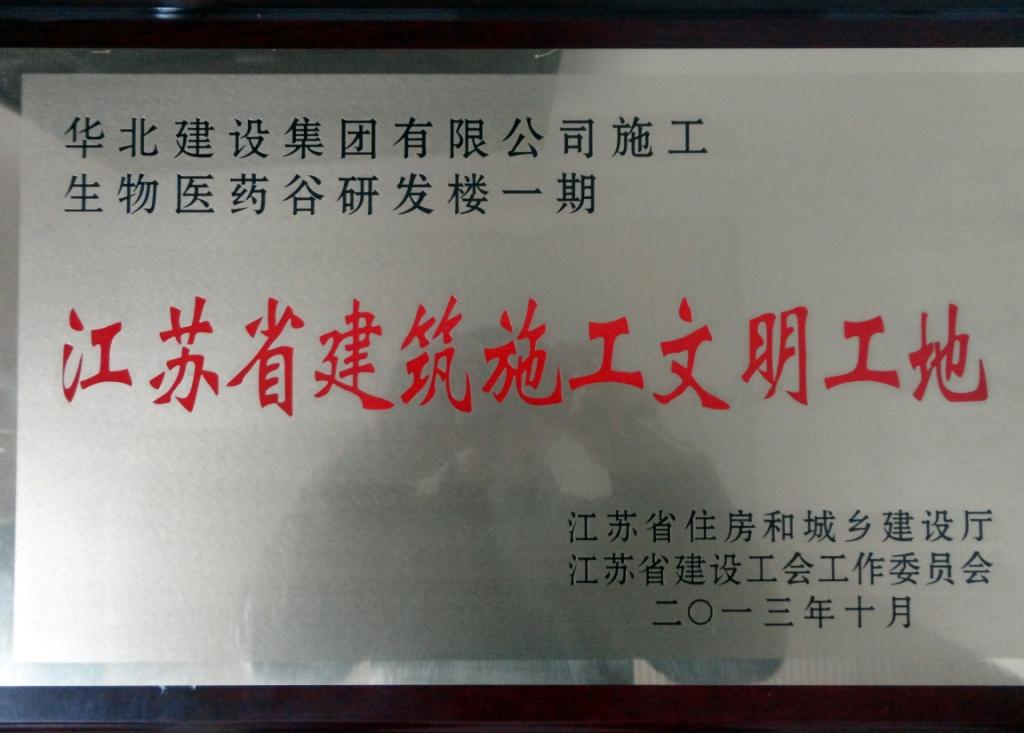 华北建设集团有限公司施工
生物医药谷研发楼一期
江苏省建筑施工文明工地
江苏省住房和城乡建设厅
江苏省建设工会工作委员会
二〇一三年十月